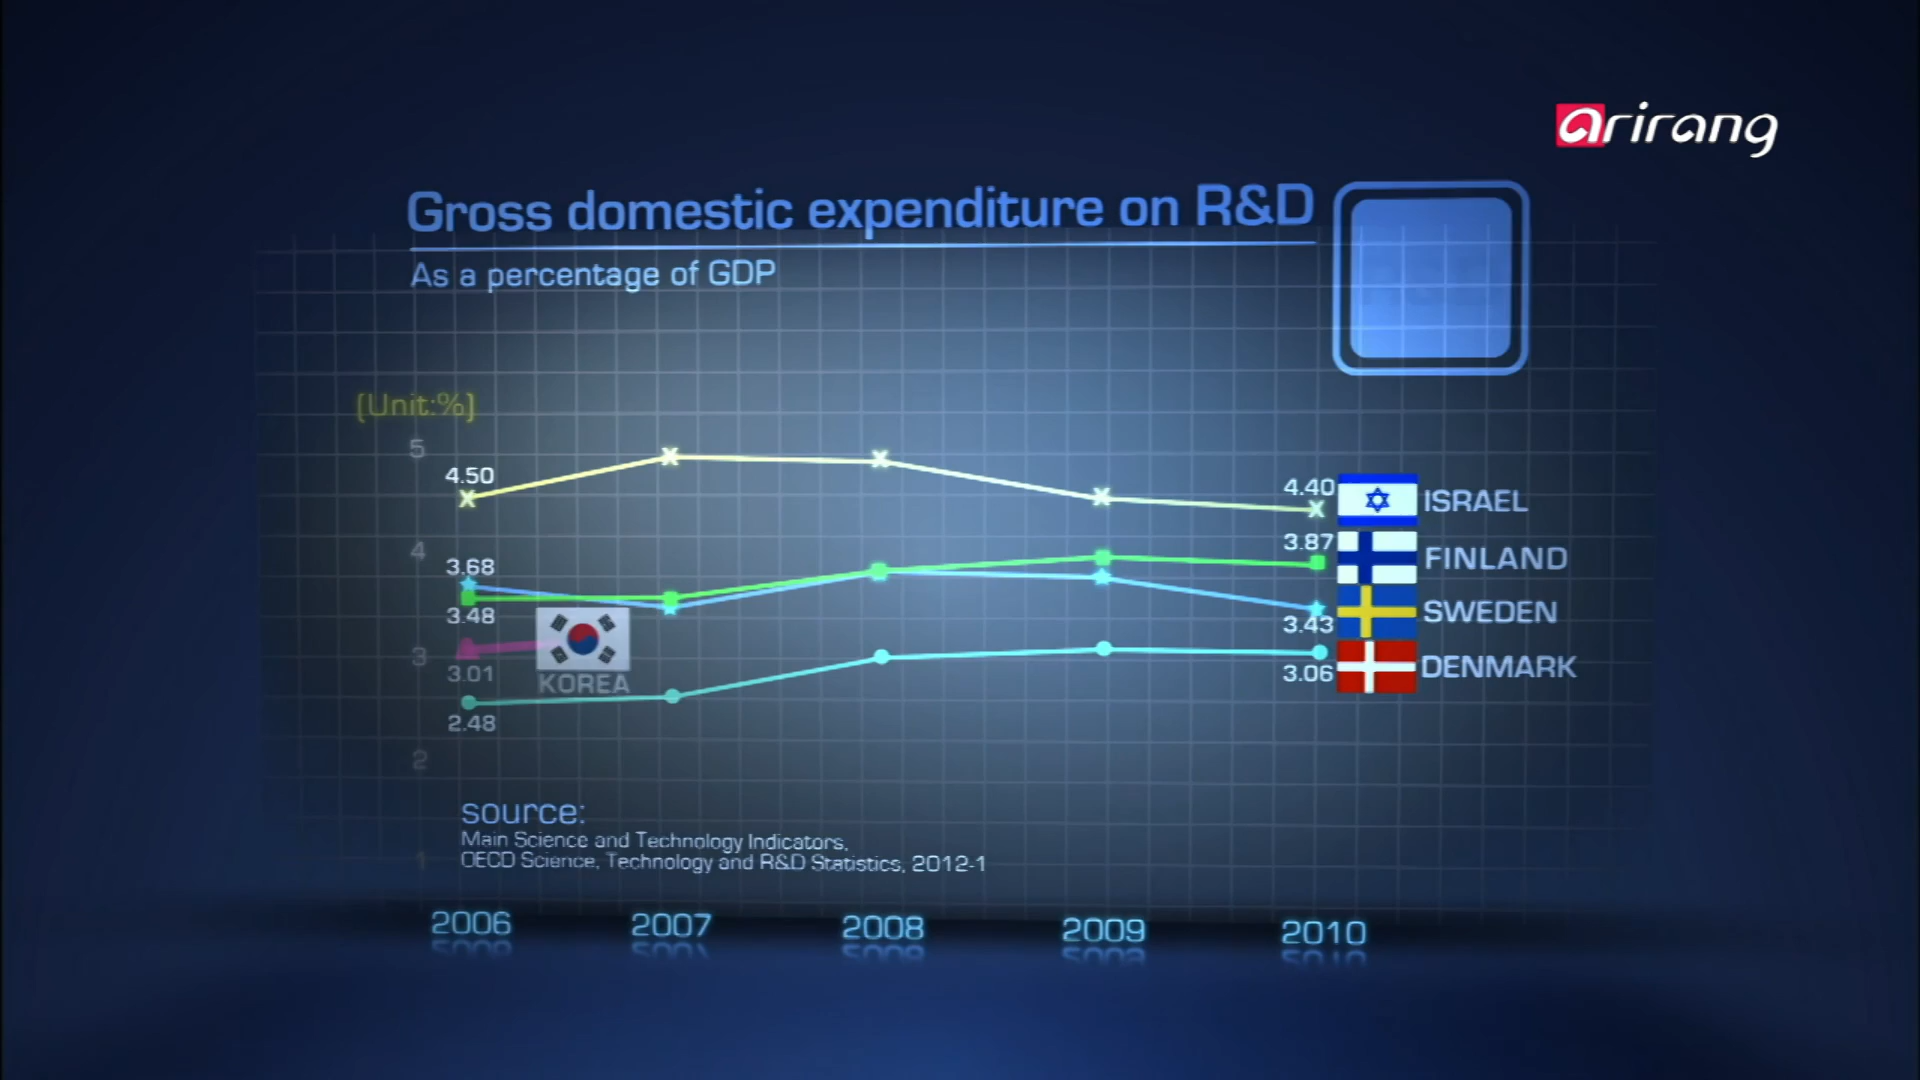 arirang
Gross domestic expenditure on R&D
As a percentage of GDP
(Unit:%)
5
4.50
4.40
ISRAEL
4
3.87
FINLAND
3.68
3.48
SWEDEN
3.43
3
3.01
KOREA
3.06
DENMARK
2.48
2
source:
Main Science and Technology Indicators,
OECD Science, Technology and R&D Statistics, 2012-1
1
2006 2007 2008 2009 2010